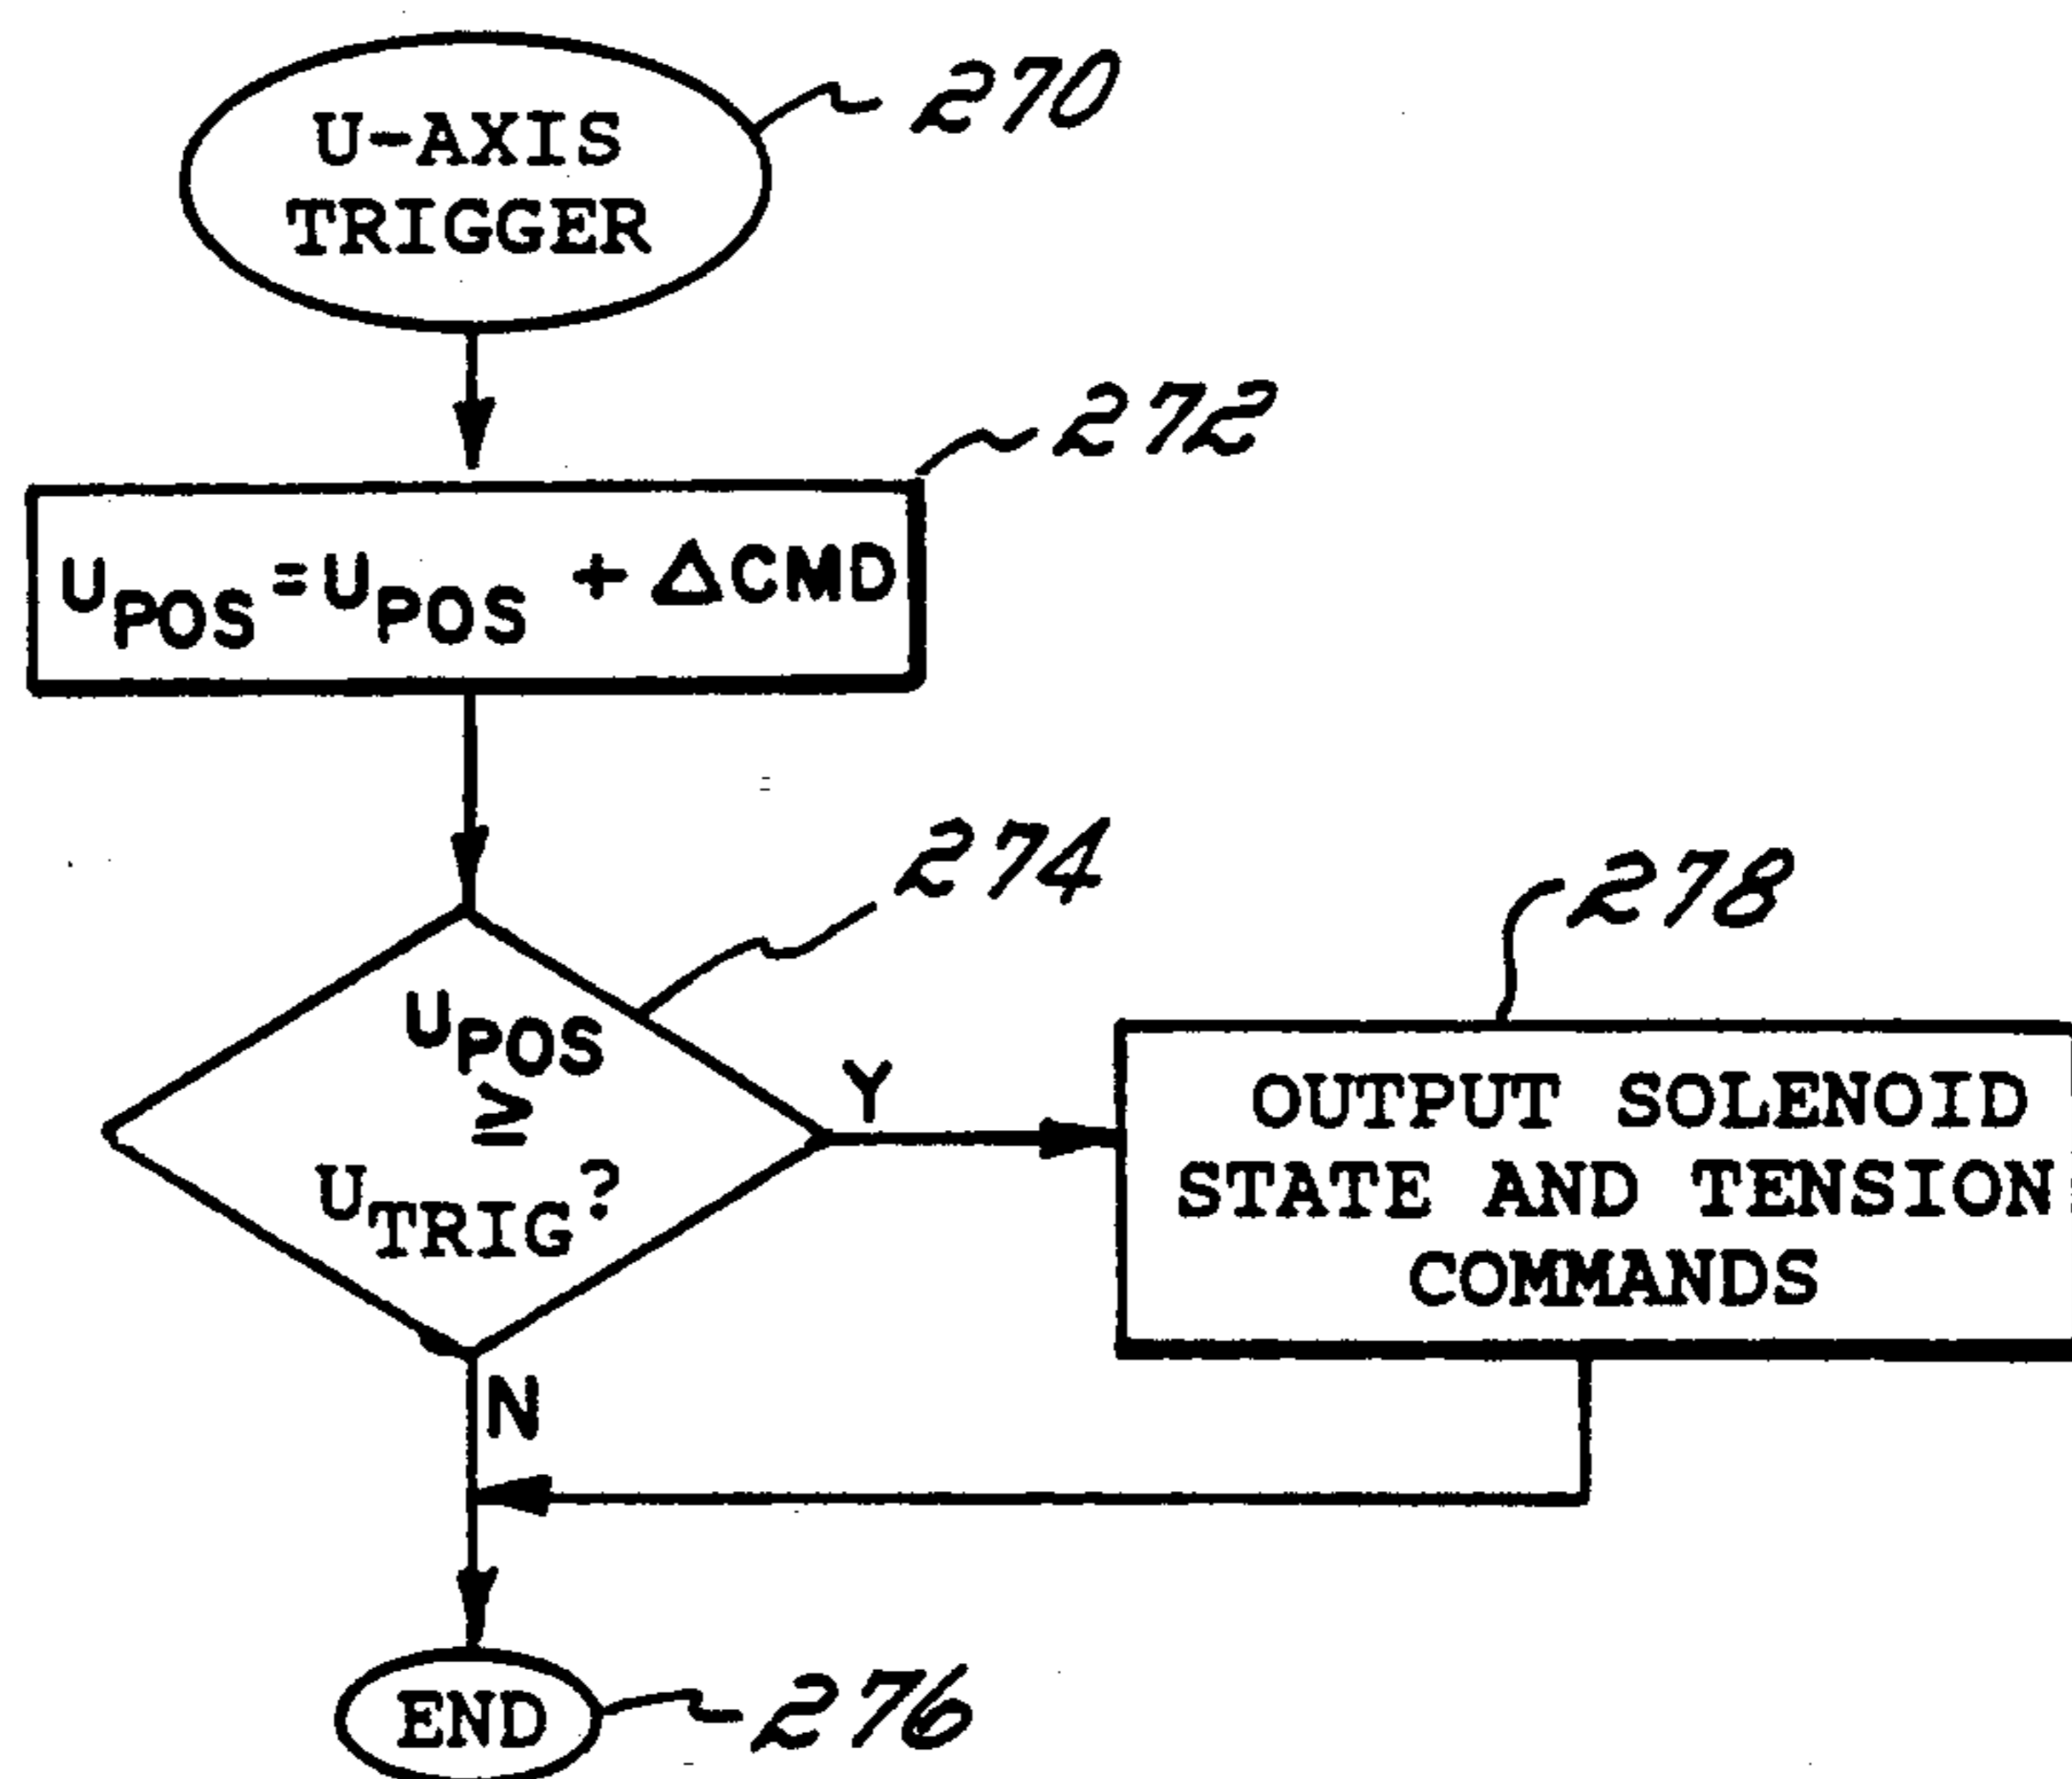 U-AXIS
TRIGGER
270
272
UPOS=UPOS + ΔCMD
274
278
UPOS
≥
UTRIG?
Y
OUTPUT SOLENOID
STATE AND TENSION
COMMANDS
N
END
276